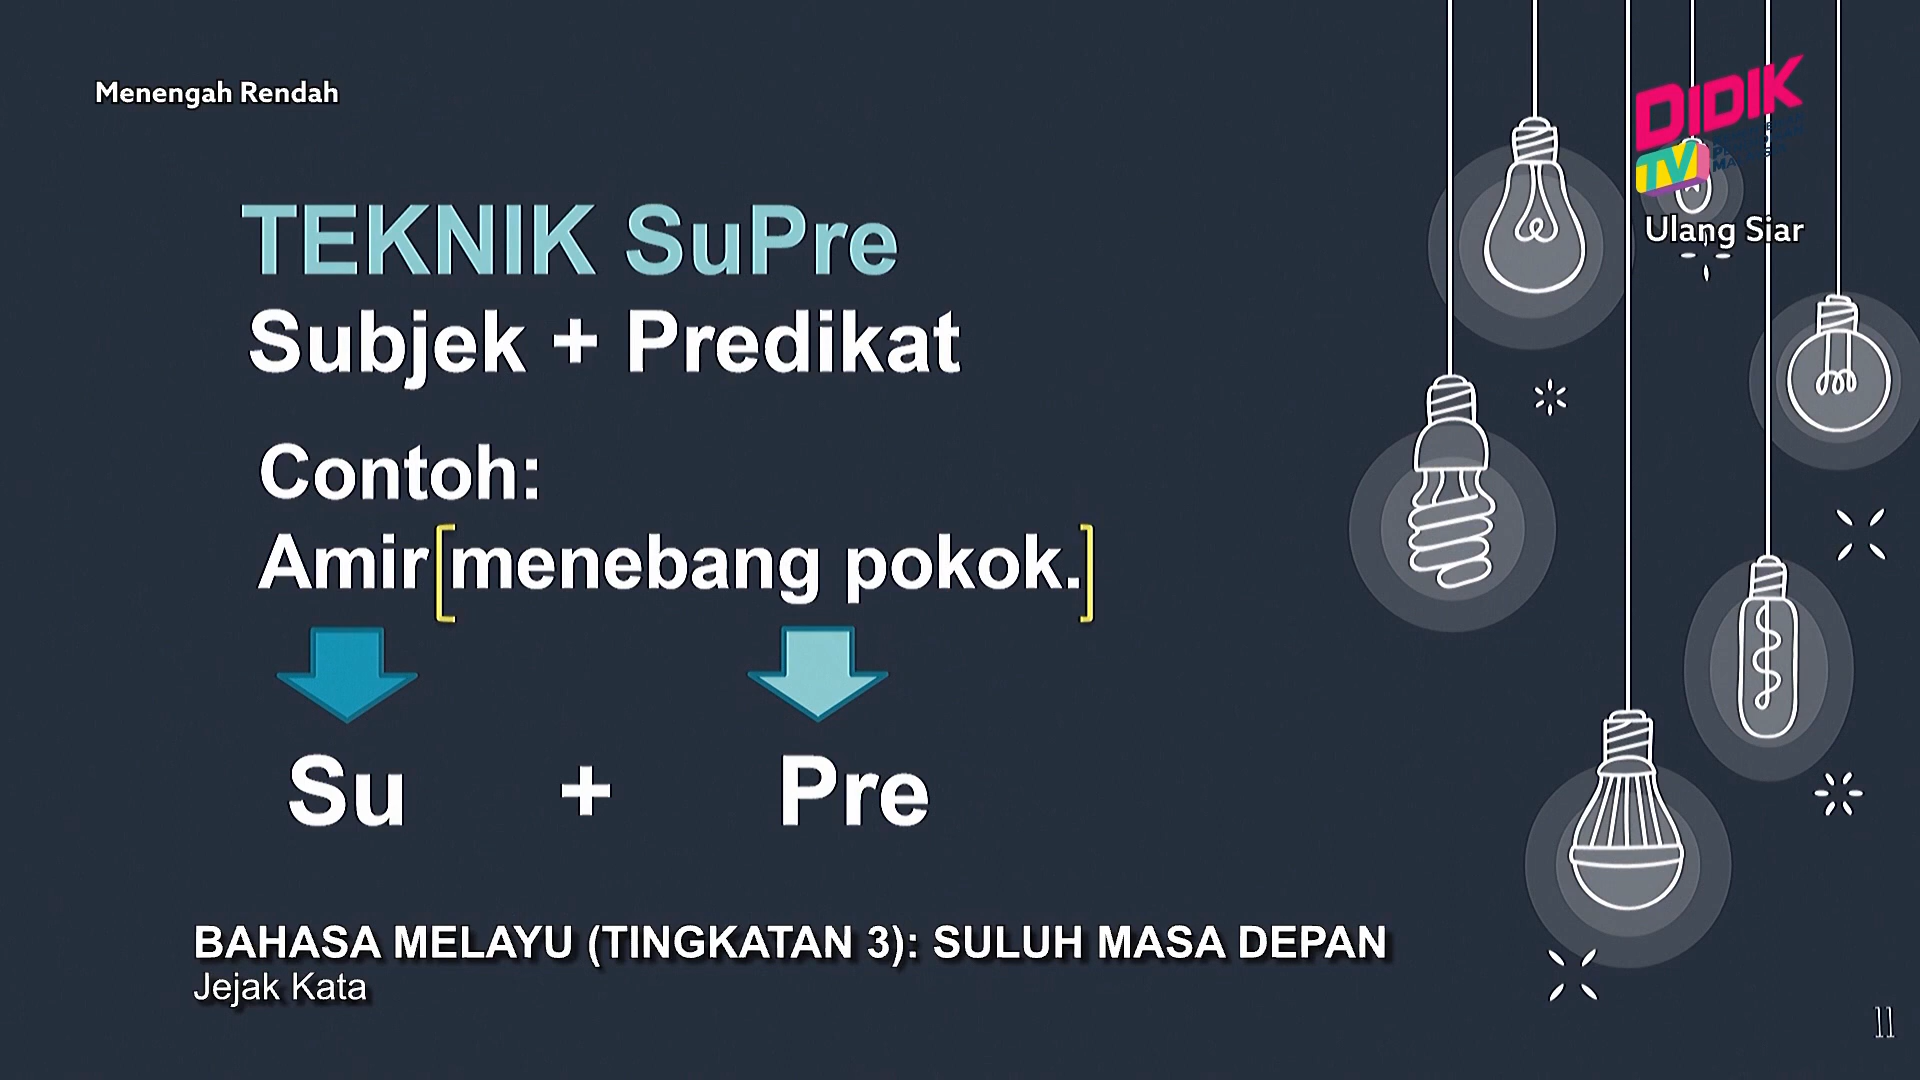 Menengah Rendah
DIDIK
TV
Ulang Siar
TEKNIK SuPre
Subjek + Predikat
Contoh:
Amir[menebang pokok.]
Su + Pre
BAHASA MELAYU (TINGKATAN 3): SULUH MASA DEPAN
Jejak Kata
11